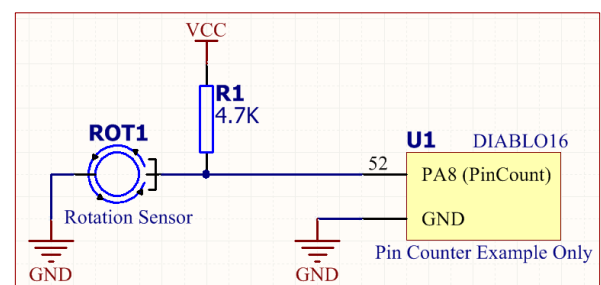 VCC
R1
4.7K
ROT1
Rotation Sensor
GND
52
U1
DIABLO16
PA8 (PinCount)
GND
Pin Counter Example Only
GND